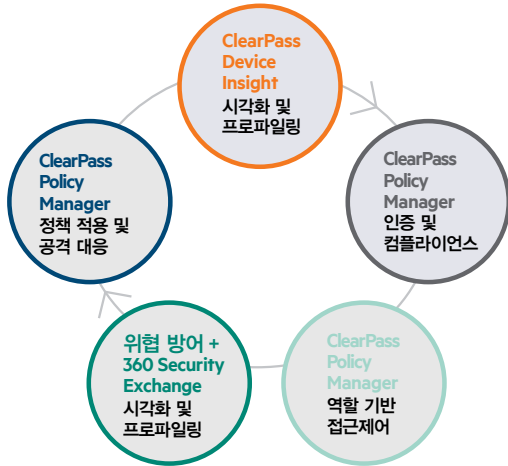 ClearPass
Device
Insight
시각화 및
프로파일링
ClearPass
Policy
Manager
인증 및
컴플라이언스
ClearPass
Policy
Manager
역할 기반
접근제어
위협 방어 +
360 Security
Exchange
시각화 및
프로파일링
ClearPass
Policy
Manager
정책 적용 및
공격 대응